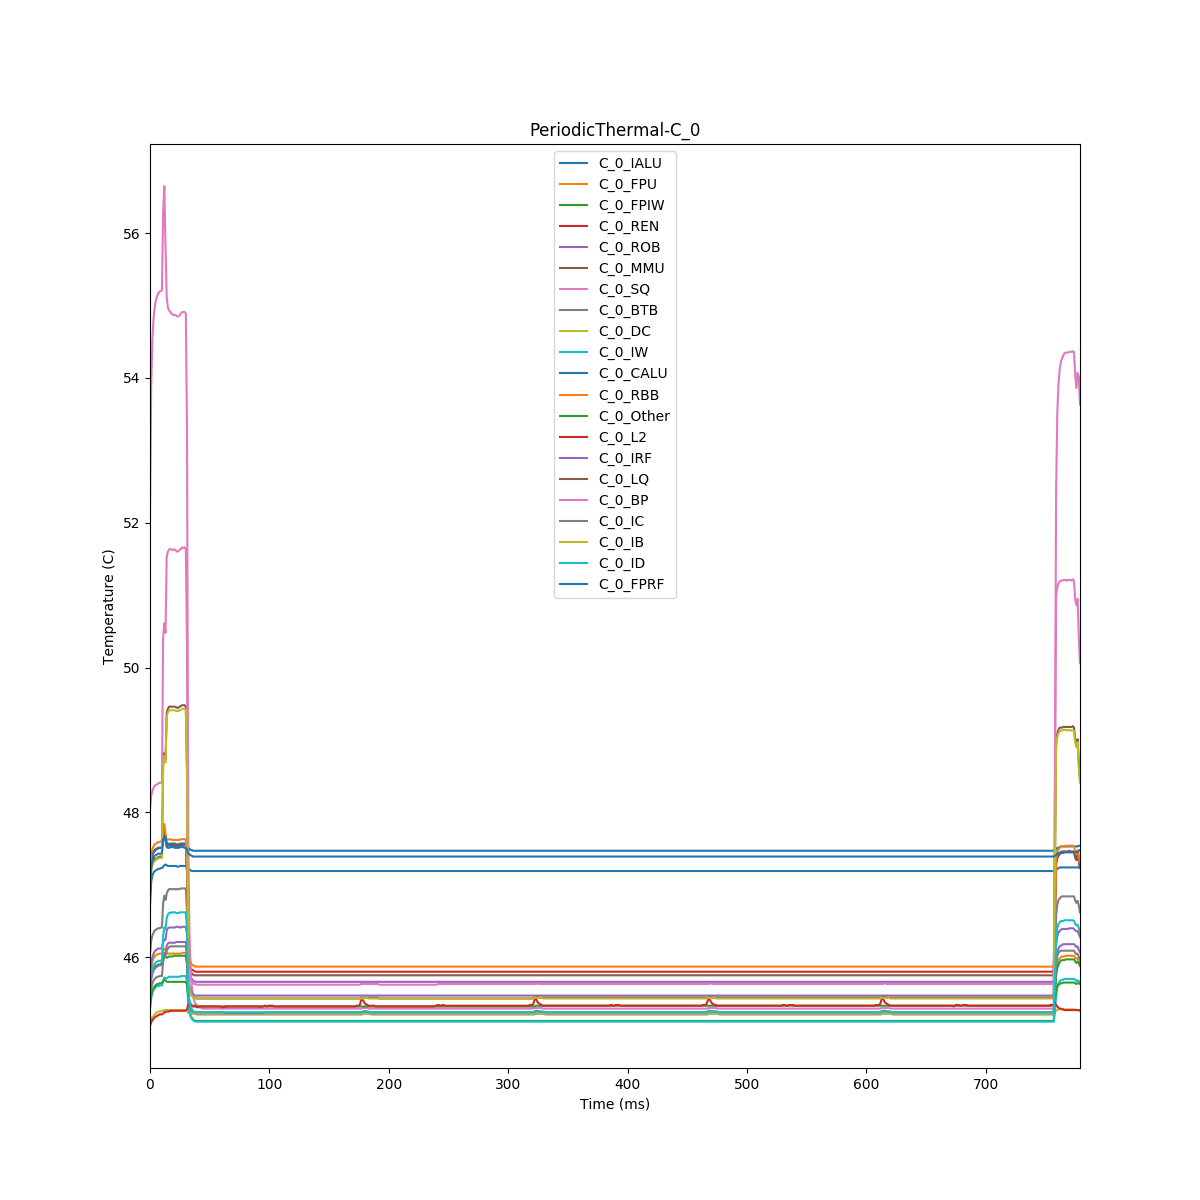 PeriodicThermal-C_0
C_0_IALU
C_0_FPU
C_0_FPIW
C_0_REN
C_0_ROB
C_0_MMU
C_0_SQ
C_0_BTB
C_0_DC
C_0_IW
C_0_CALU
C_0_RBB
C_0_Other
C_0_L2
C_0_IRF
C_0_LQ
C_0_BP
C_0_IC
C_0_IB
C_0_ID
C_0_FPRF
56
54
52
50
48
46
Temperature (C)
0 100 200 300 400 500 600 700
Time (ms)